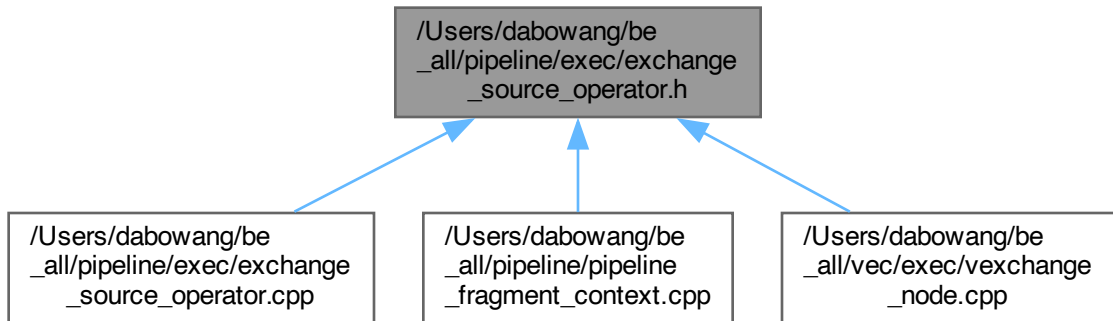 /Users/dabowang/be
_all/pipeline/exec/exchange
_source_operator.h
/Users/dabowang/be
_all/pipeline/exec/exchange
_source_operator.cpp
/Users/dabowang/be
_all/pipeline/pipeline
_fragment_context.cpp
/Users/dabowang/be
_all/vec/exec/vexchange
_node.cpp